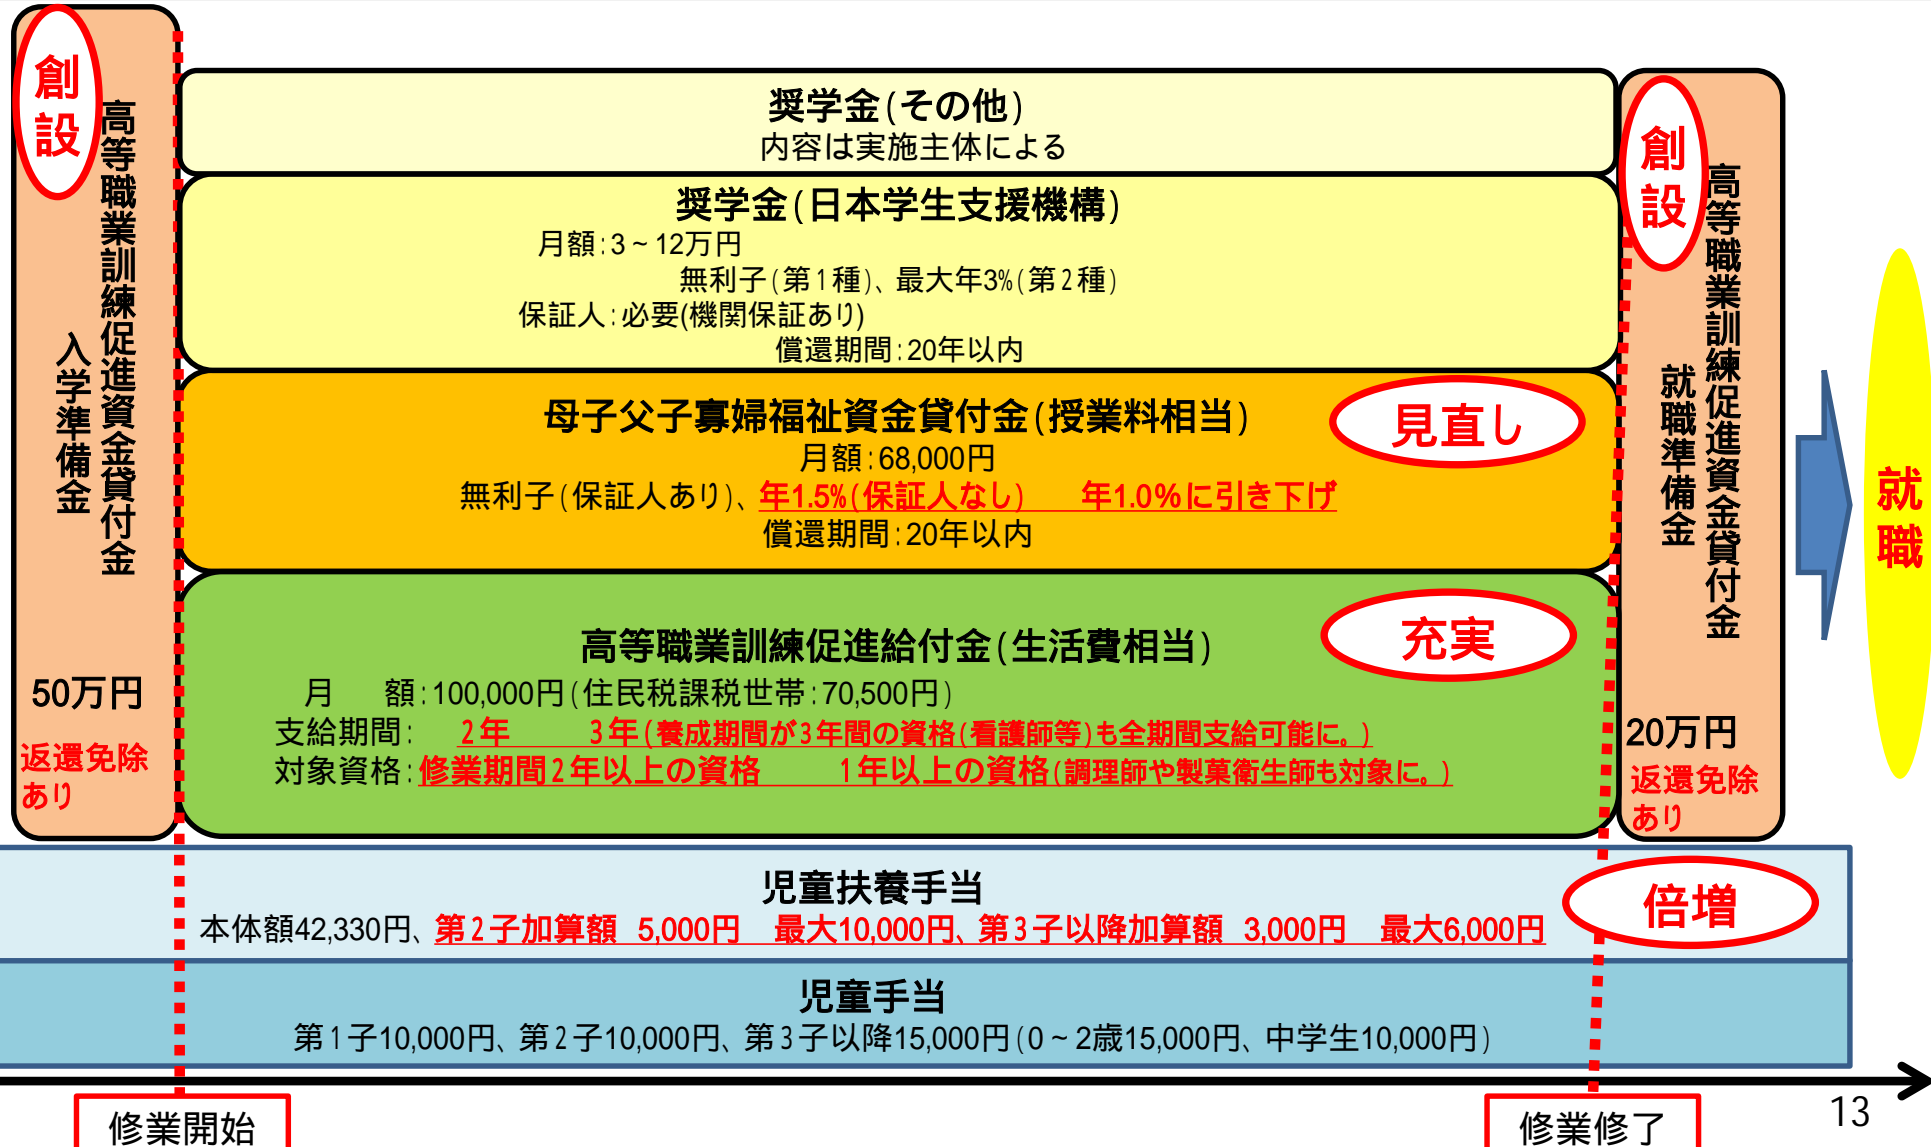 創設
高等職業訓練促進資金貸付金
入学準備金
50万円
返還免除
あり
奨学金(その他)
内容は実施主体による
奨学金(日本学生支援機構)
月額:3~12万円
無利子(第1種)、最大年3%(第2種)
保証人:必要(機関保証あり)
償還期間:20年以内
母子父子寡婦福祉資金貸付金(授業料相当)
見直し
月額:68,000円
無利子(保証人あり)、年1.5%(保証人なし)　年1.0%に引き下げ
償還期間:20年以内
高等職業訓練促進給付金(生活費相当)
充実
月　額:100,000円(住民税課税世帯:70,500円)
支給期間:　2年　　3年(養成期間が3年間の資格(看護師等)も全期間支給可能に。)
対象資格:修業期間2年以上の資格　　1年以上の資格(調理師や製菓衛生師も対象に。)
創設
高等職業訓練促進資金貸付金
就職準備金
20万円
返還免除
あり
就職
児童扶養手当
倍増
本体額42,330円、第2子加算額 5,000円　最大10,000円、第3子以降加算額 3,000円　最大6,000円
児童手当
第1子10,000円、第2子10,000円、第3子以降15,000円(0~2歳15,000円、中学生10,000円)
修業開始
修業修了
13